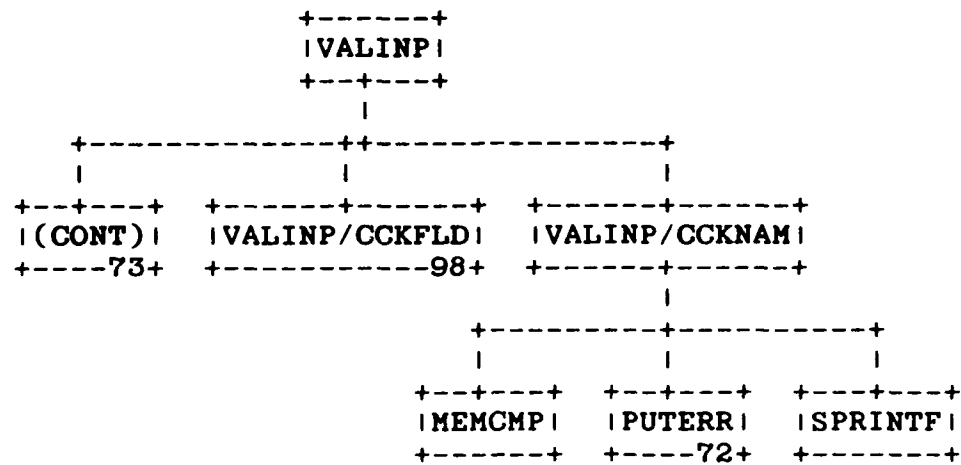 VALINP
(CONT) VALINP/CCKFLD VALINP/CCKNAM
73 98
MEMCMP PUTERR SPRINTF
72